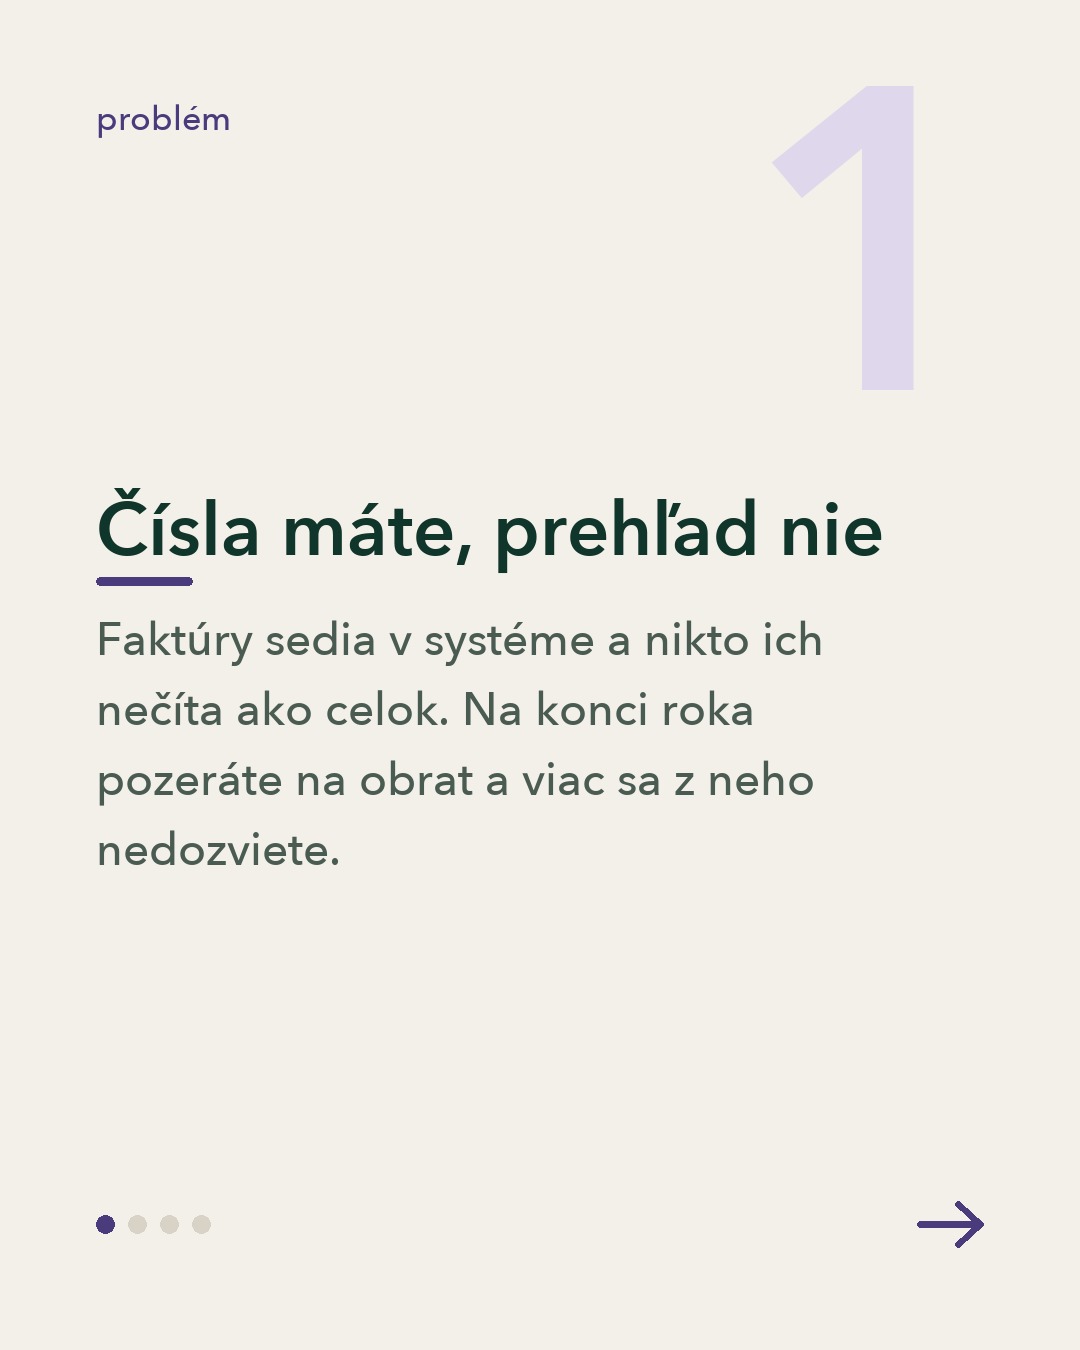 problém
1
Čísla máte, prehľad nie
Faktúry sedia v systéme a nikto ich
nečíta ako celok. Na konci roka
pozeráte na obrat a viac sa z neho
nedozviete.